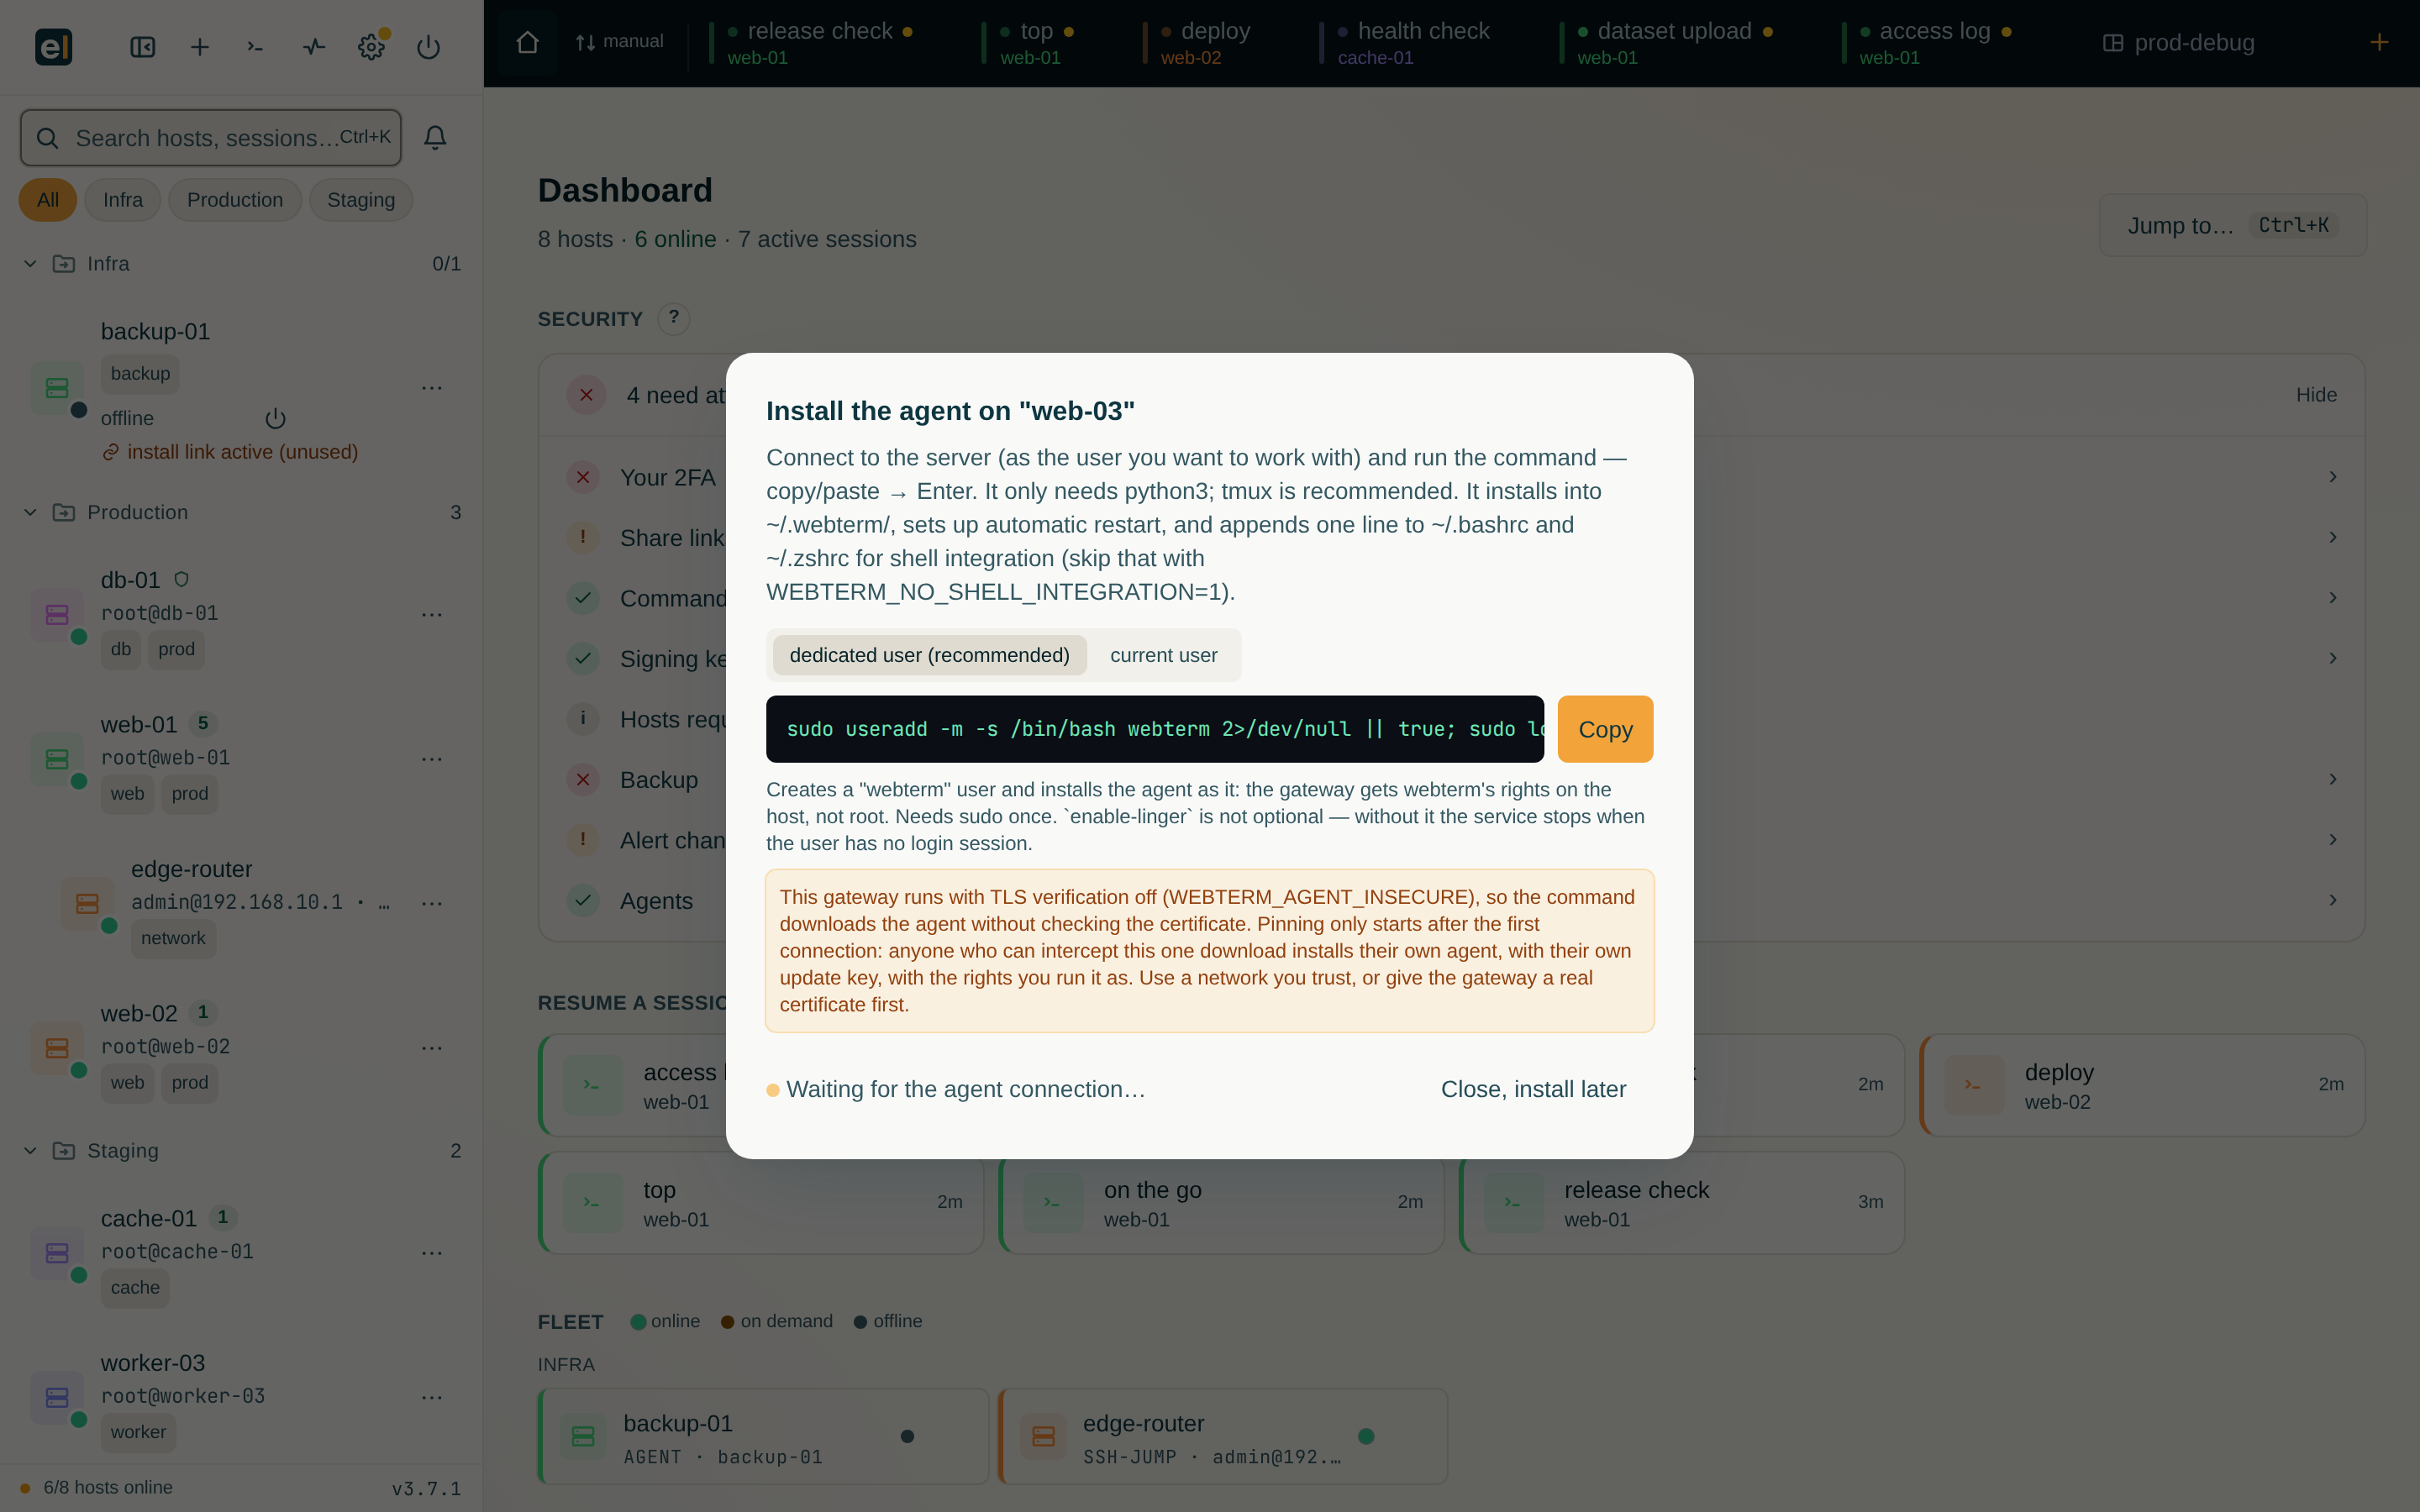 el
manual
release check
web-01
top
web-01
deploy
web-02
health check
cache-01
dataset upload
web-01
access log
web-01
prod-debug
Search hosts, sessions… Ctrl+K
All
Infra
Production
Staging
Infra 0/1
backup-01
backup
offline
install link active (unused)
Production 3
db-01
root@db-01
db prod
web-01 5
root@web-01
web prod
edge-router
admin@192.168.10.1 · …
network
web-02 1
root@web-02
web prod
Staging 2
cache-01 1
root@cache-01
cache
worker-03
root@worker-03
worker
6/8 hosts online v3.7.1
Dashboard
8 hosts · 6 online · 7 active sessions
Jump to… Ctrl+K
SECURITY ?
4 need at
Hide
Your 2FA
Share link
Command
Signing ke
Hosts requ
Backup
Alert chan
Agents
Install the agent on "web-03"
Connect to the server (as the user you want to work with) and run the command —
copy/paste → Enter. It only needs python3; tmux is recommended. It installs into
~/.webterm/, sets up automatic restart, and appends one line to ~/.bashrc and
~/.zshrc for shell integration (skip that with
WEBTERM_NO_SHELL_INTEGRATION=1).
dedicated user (recommended) current user
sudo useradd -m -s /bin/bash webterm 2>/dev/null || true; sudo lo
Copy
Creates a "webterm" user and installs the agent as it: the gateway gets webterm's rights on the
host, not root. Needs sudo once. `enable-linger` is not optional — without it the service stops when
the user has no login session.
This gateway runs with TLS verification off (WEBTERM_AGENT_INSECURE), so the command
downloads the agent without checking the certificate. Pinning only starts after the first
connection: anyone who can intercept this one download installs their own agent, with their own
update key, with the rights you run it as. Use a network you trust, or give the gateway a real
certificate first.
Waiting for the agent connection…
Close, install later
RESUME A SESSIO
access l
web-01
2m
deploy
web-02
2m
top
web-01
2m
on the go
web-01
2m
release check
web-01
3m
FLEET online on demand offline
INFRA
backup-01
AGENT · backup-01
edge-router
SSH-JUMP · admin@192.…